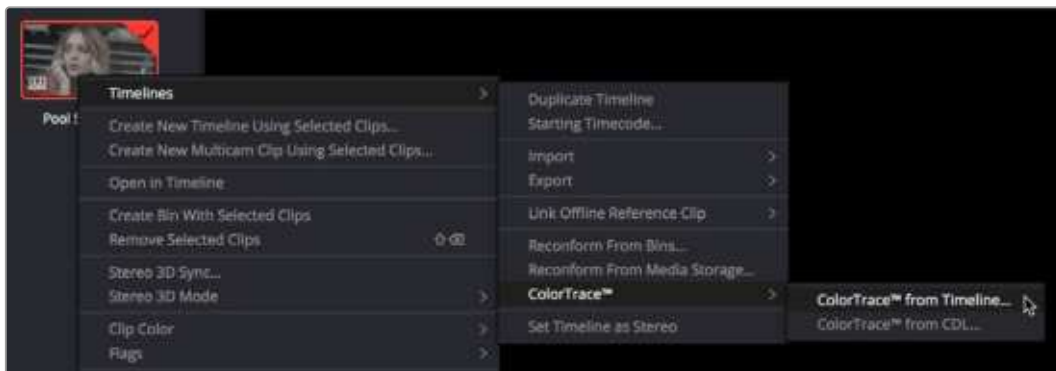 Pool
Timelines
Create New Timeline Using Selected Clips...
Create New Multicam Clip Using Selected Clips...
Open in Timeline
Create Bin With Selected Clips
Remove Selected Clips
Stereo 3D Sync...
Stereo 3D Mode
Clip Color
Flags
Duplicate Timeline
Starting Timecode...
Import
Export
Link Offline Reference Clip
Reconform From Bins...
Reconform From Media Storage...
ColorTrace™
Set Timeline as Stereo
ColorTrace™ from Timeline...
ColorTrace™ from CDL...